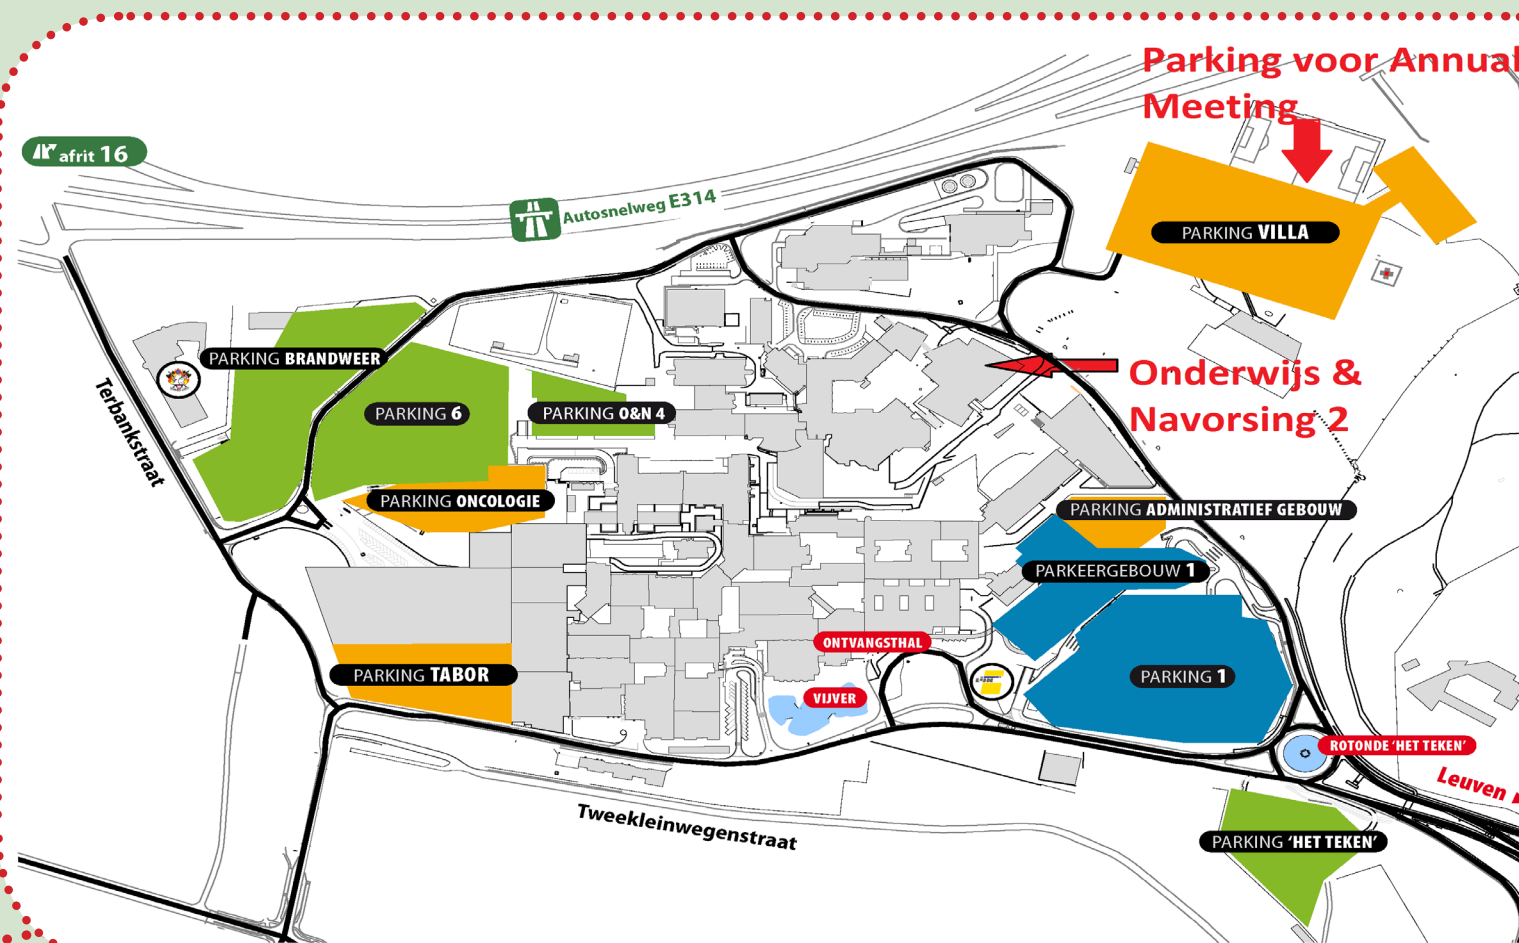 Parking voor Annual
Meeting
afrit 16
Autosnelweg E314
PARKING VILLA
PARKING BRANDWEER
Onderwijs &
Navorsing 2
Terbankstraat
PARKING 6
PARKING O&N 4
PARKING ONCOLOGIE
PARKING ADMINISTRATIEF GEBOUW
PARKEERGEBOUW 1
ONTVANGSTHAL
PARKING TABOR
PARKING 1
VIJVER
ROTONDE ‘HET TEKEN’
Leuven
Tweekleinwegenstraat
PARKING ‘HET TEKEN’